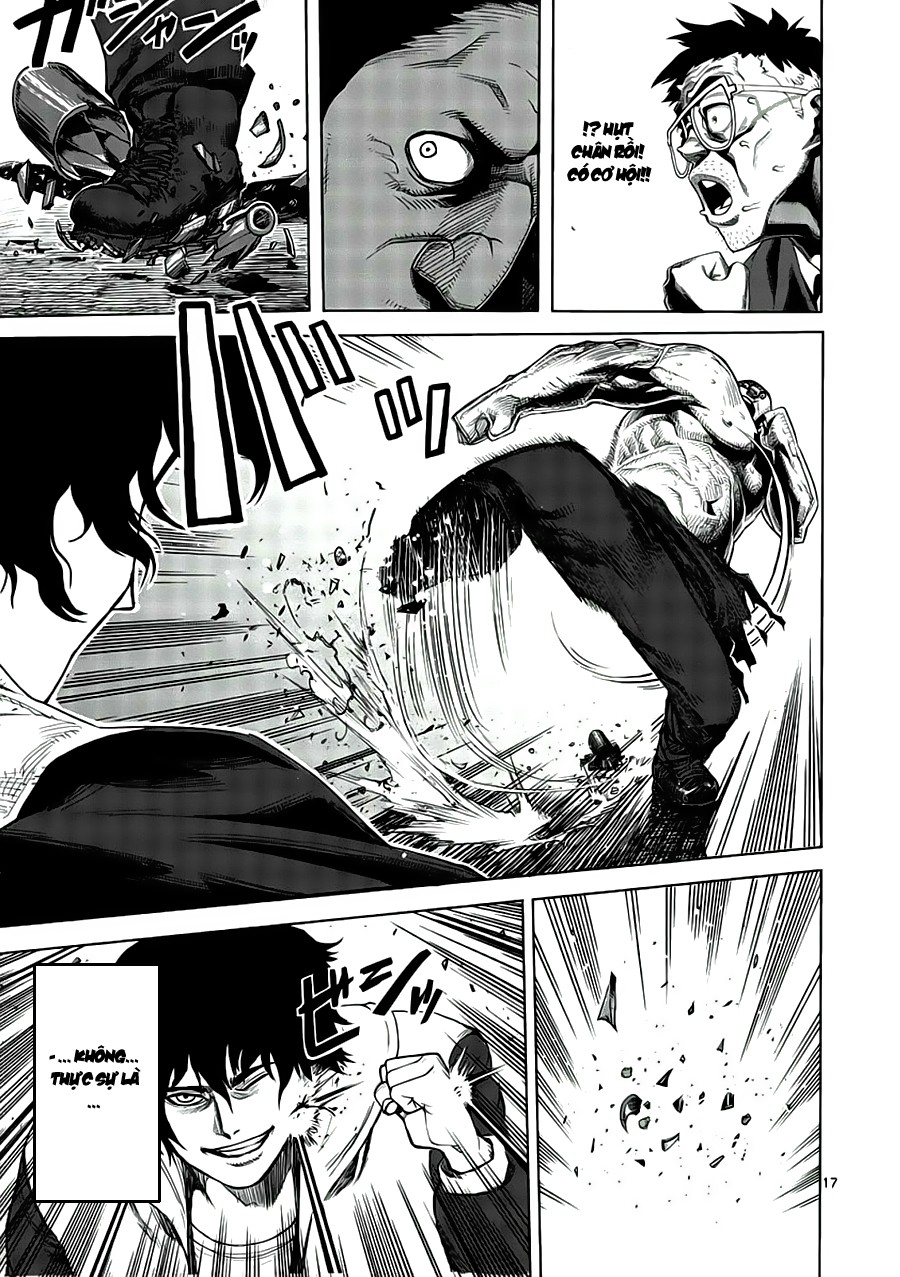 !? HỤT
CHÂN RỒI!
CÓ CƠ HỘI!!
- ... KHÔNG...
THỰC SỰ LÀ
...
17